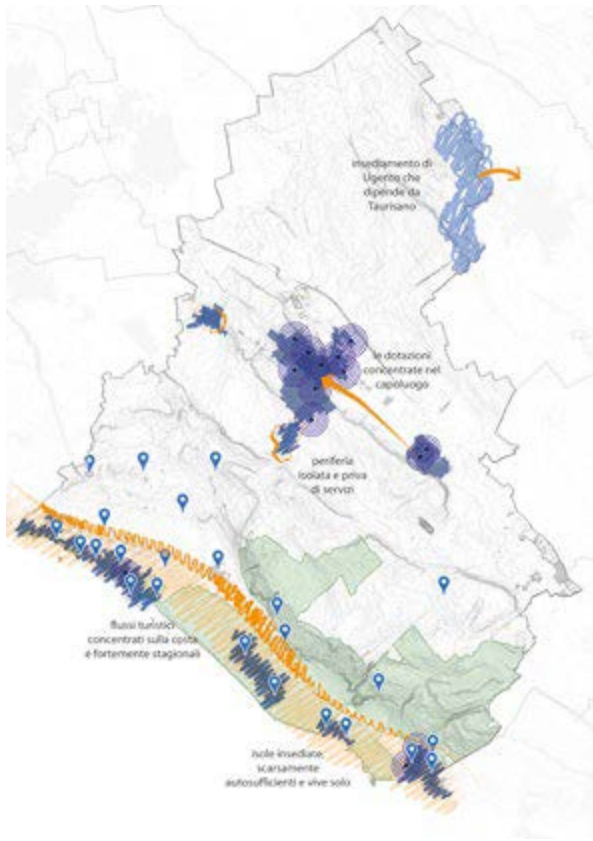 insediamento di
Ugento che
dipende da
Taurisano
le dotazioni
concentrate nel
capoluogo
periferia
isolata e priva
di servizi
flussi turistici
concentrati sulla costa
e fortemente stagionali
isole insediate,
scarsamente
autosufficienti e vive solo